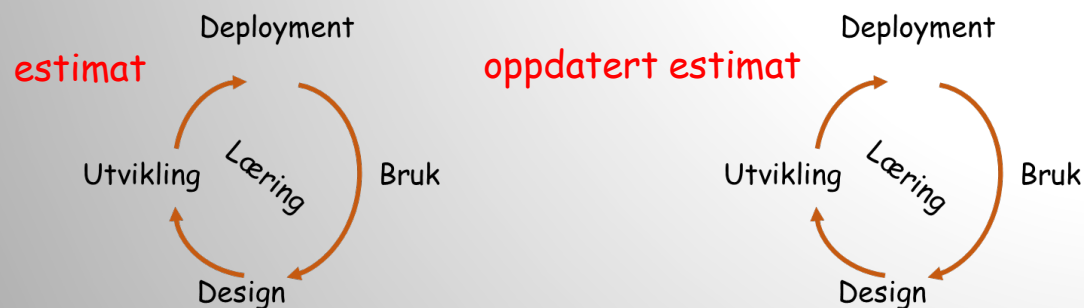 Deployment
estimat
Læring
Utvikling
Bruk
Design
Deployment
oppdatert estimat
Læring
Utvikling
Bruk
Design